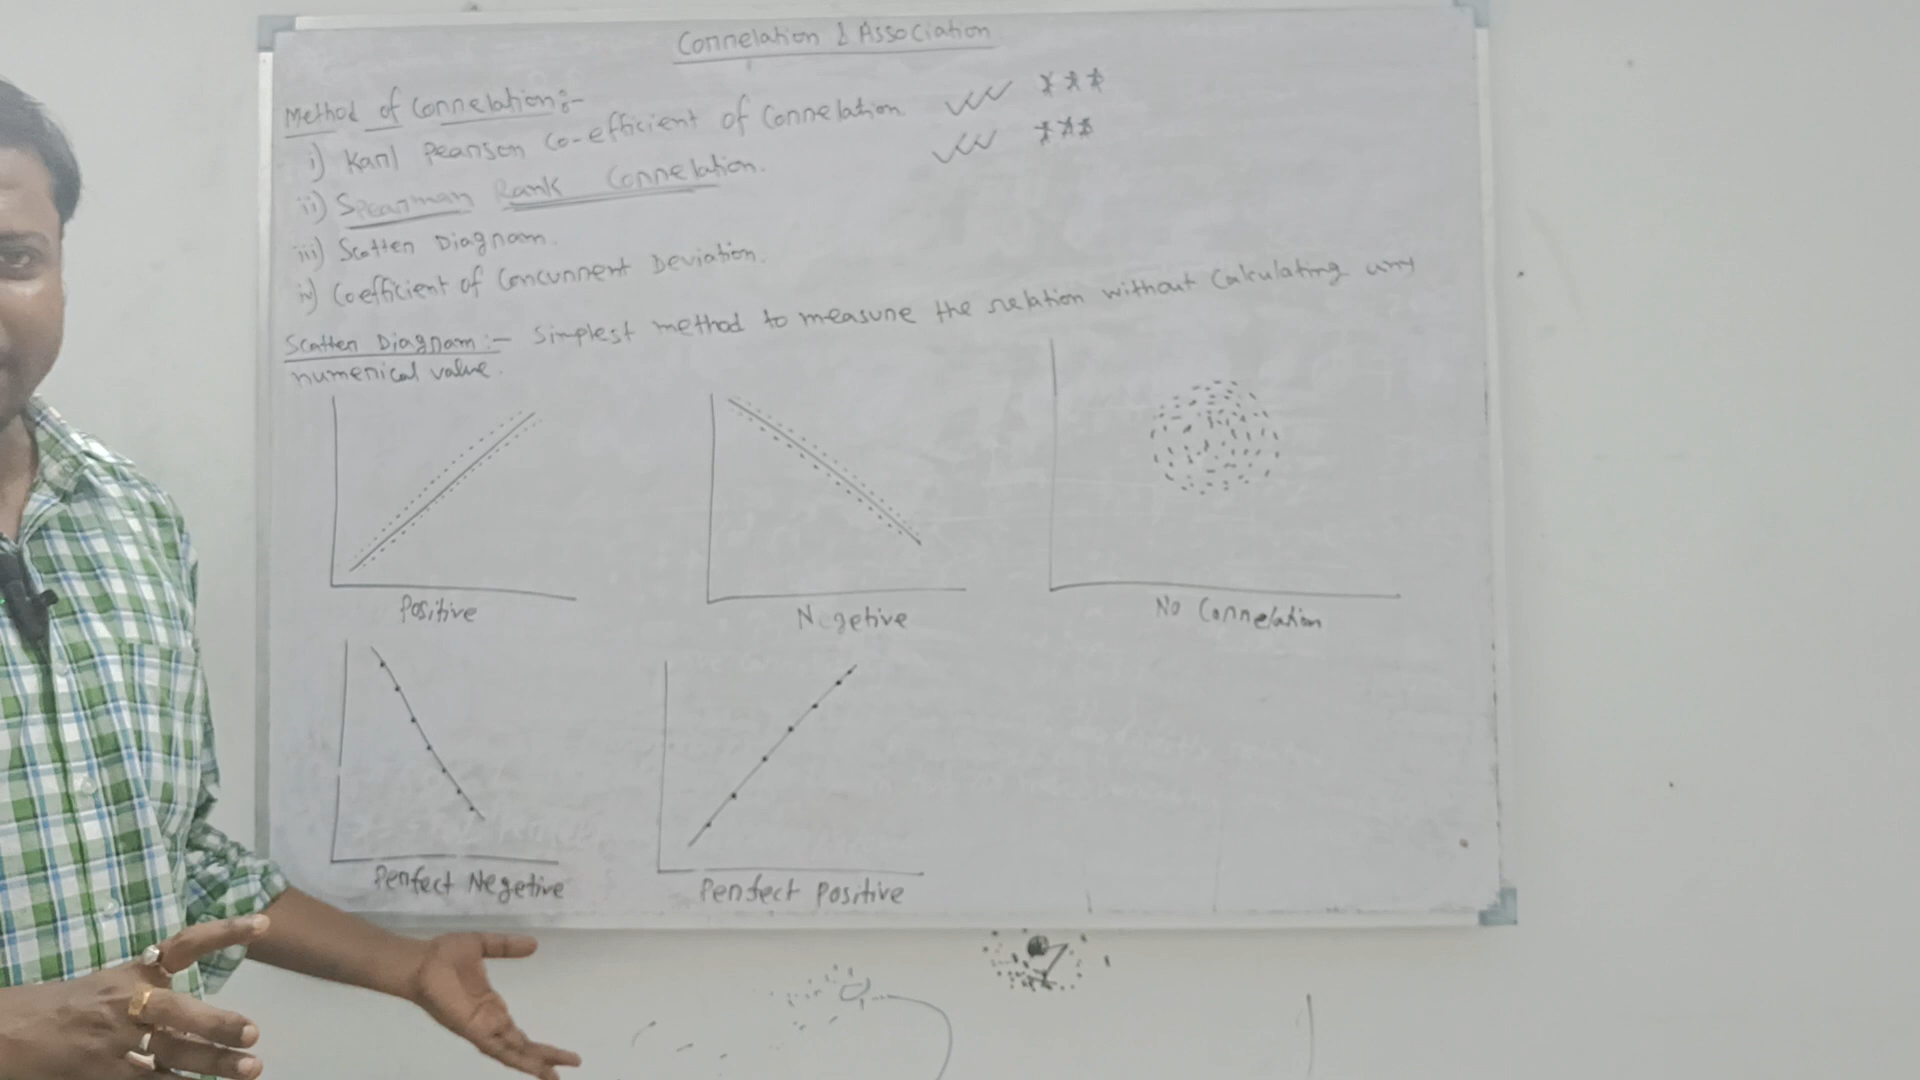 Correlation & Association
Method of Correlation:-
i) Karl Pearson Co-efficient of Correlation. ✓✓✓ ***
ii) Spearman Rank Correlation. ✓✓✓ ***
iii) Scatter Diagram.
iv) Coefficient of Concurrent Deviation.
Scatter Diagram:- Simplest method to measure the relation without Calculating any
numerical value.
Positive
Negetive
No Correlation
Perfect Negetive
Perfect Positive